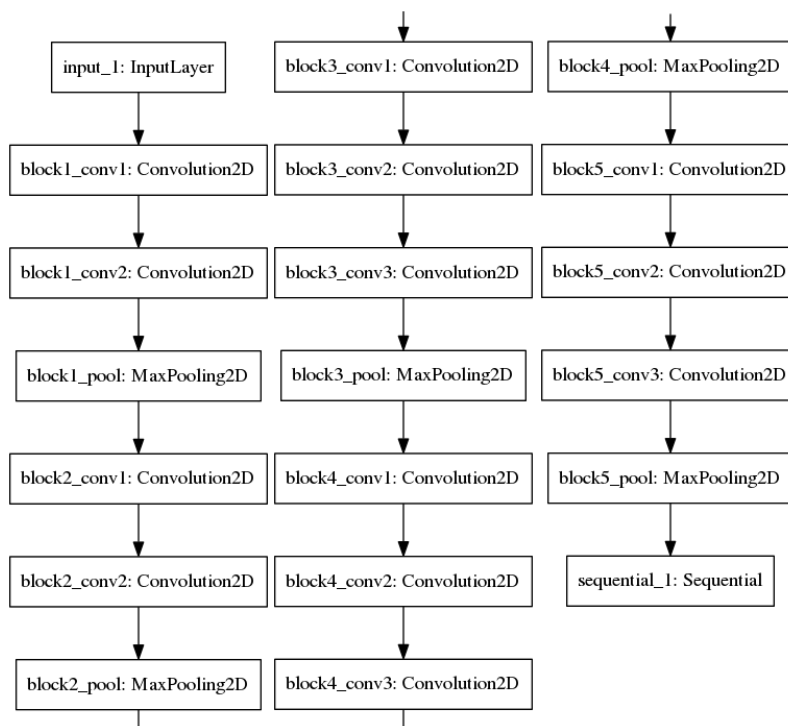 input_1: InputLayer
block1_conv1: Convolution2D
block1_conv2: Convolution2D
block1_pool: MaxPooling2D
block2_conv1: Convolution2D
block2_conv2: Convolution2D
block2_pool: MaxPooling2D
block3_conv1: Convolution2D
block3_conv2: Convolution2D
block3_conv3: Convolution2D
block3_pool: MaxPooling2D
block4_conv1: Convolution2D
block4_conv2: Convolution2D
block4_conv3: Convolution2D
block4_pool: MaxPooling2D
block5_conv1: Convolution2D
block5_conv2: Convolution2D
block5_conv3: Convolution2D
block5_pool: MaxPooling2D
sequential_1: Sequential